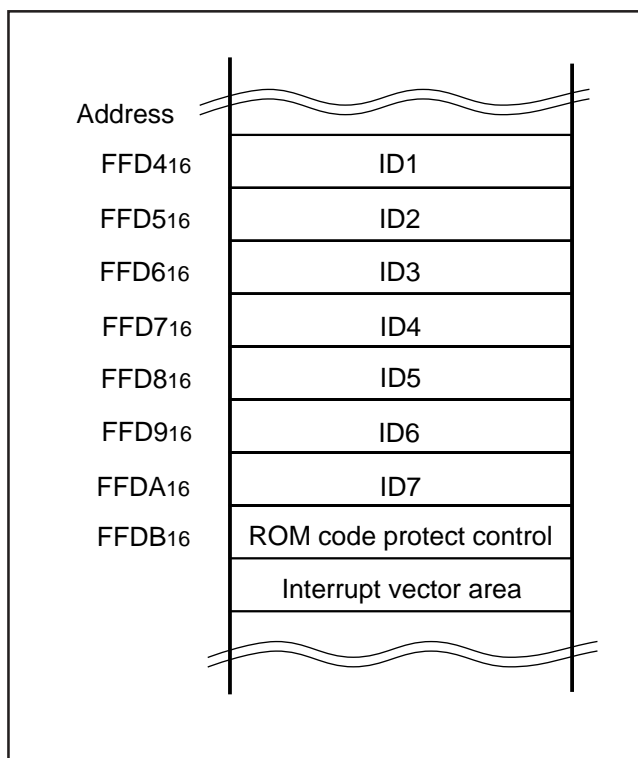 Address
FFD416 ID1
FFD516 ID2
FFD616 ID3
FFD716 ID4
FFD816 ID5
FFD916 ID6
FFDA16 ID7
FFDB16 ROM code protect control
Interrupt vector area